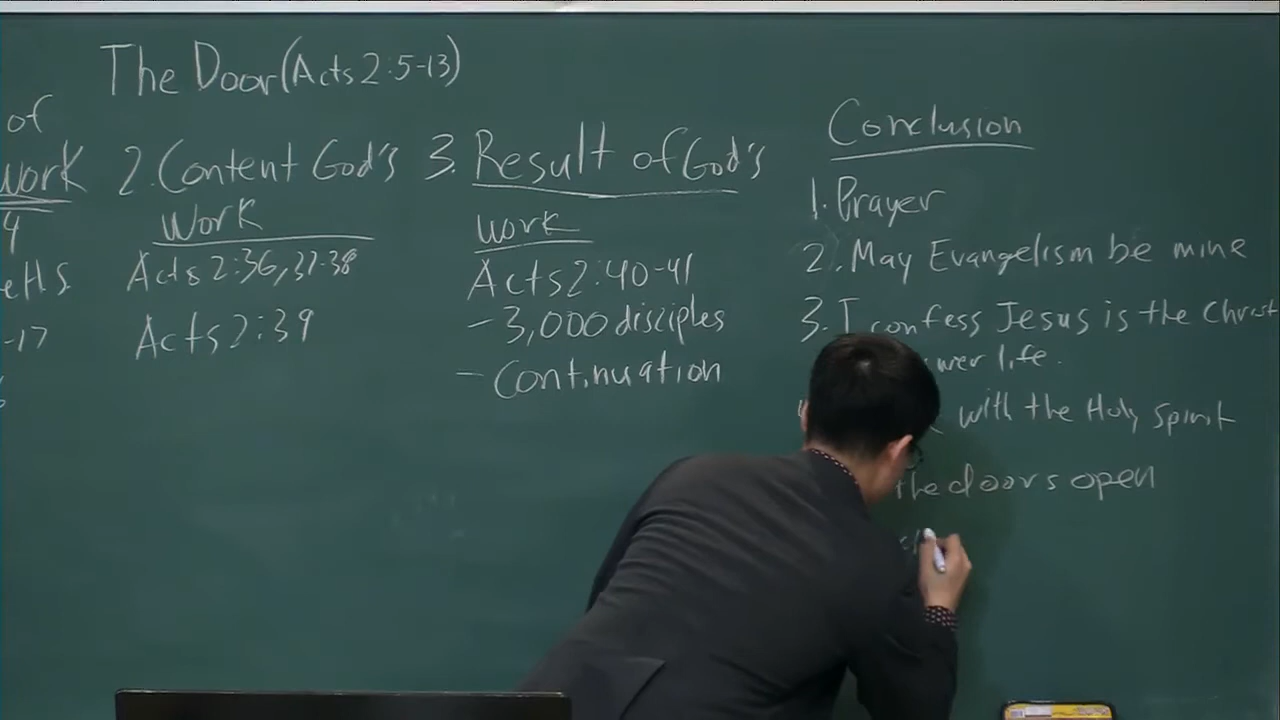 The Door(Acts 2:5-13)
of
work
4
H.S.
-17
2. Content God's
Work
Acts 2:36,37-38
Acts 2:39
3. Result of God's
work
Acts 2:40-41
- 3,000 disciples
- Continuation
Conclusion
1. Prayer
2. May Evangelism be mine
3. I confess Jesus is the Christ
life.
with the Holy Spirit
the doors open